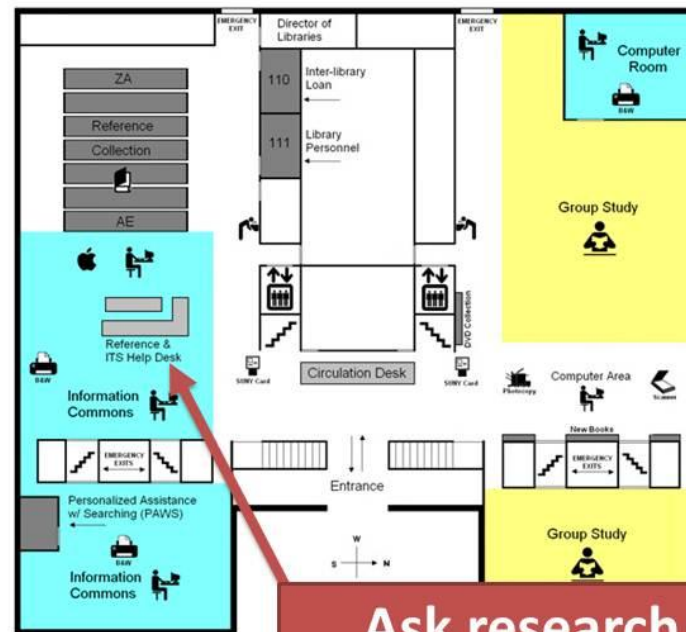 EMERGENCY
EXIT
Director of
Libraries
EMERGENCY
EXIT
ZA
Reference
Collection
AE
110
Inter-library
Loan
111
Library
Personnel
Computer
Room
B&W
Group Study
Reference &
ITS Help Desk
B&W
Information
Commons
SUNY Card
Circulation Desk
SUNY Card
DVD Collection
Photocopy
Computer Area
Scanner
New Books
EMERGENCY
EXITS
Entrance
EMERGENCY
EXITS
Personalized Assistance
w/ Searching (PAWS)
B&W
Information
Commons
W
S
N
Group Study
Ask research